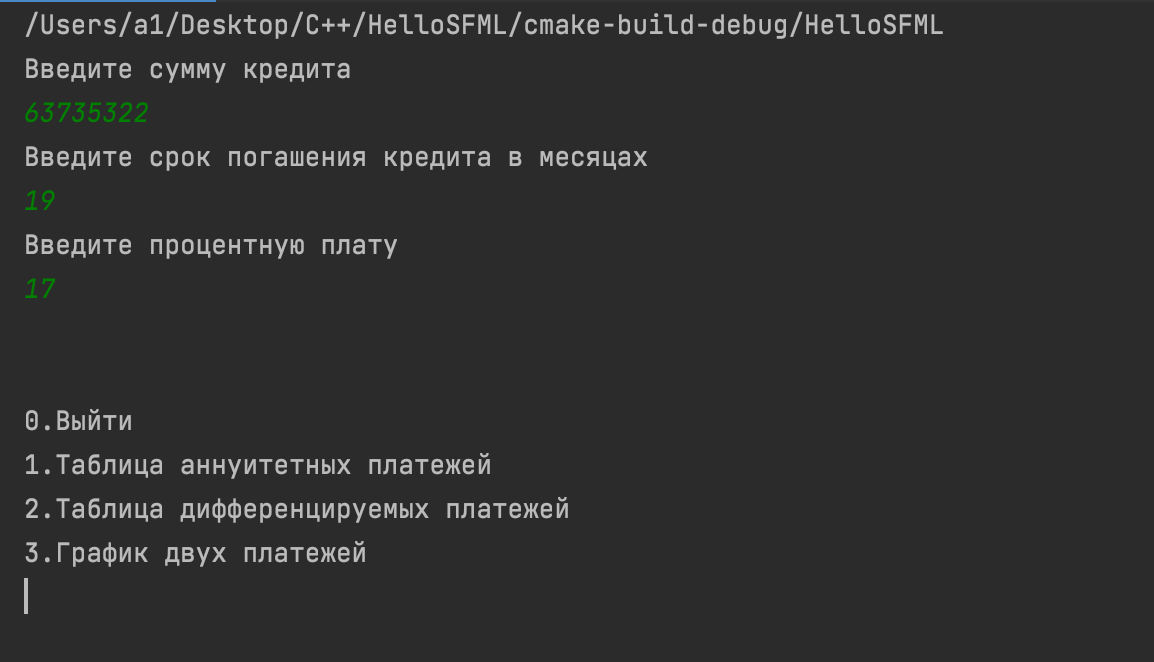 /Users/a1/Desktop/C++/HelloSFML/cmake-build-debug/HelloSFML
Введите сумму кредита
63735322
Введите срок погашения кредита в месяцах
19
Введите процентную плату
17
0.Выйти
1.Таблица аннуитетных платежей
2.Таблица дифференцируемых платежей
3.График двух платежей